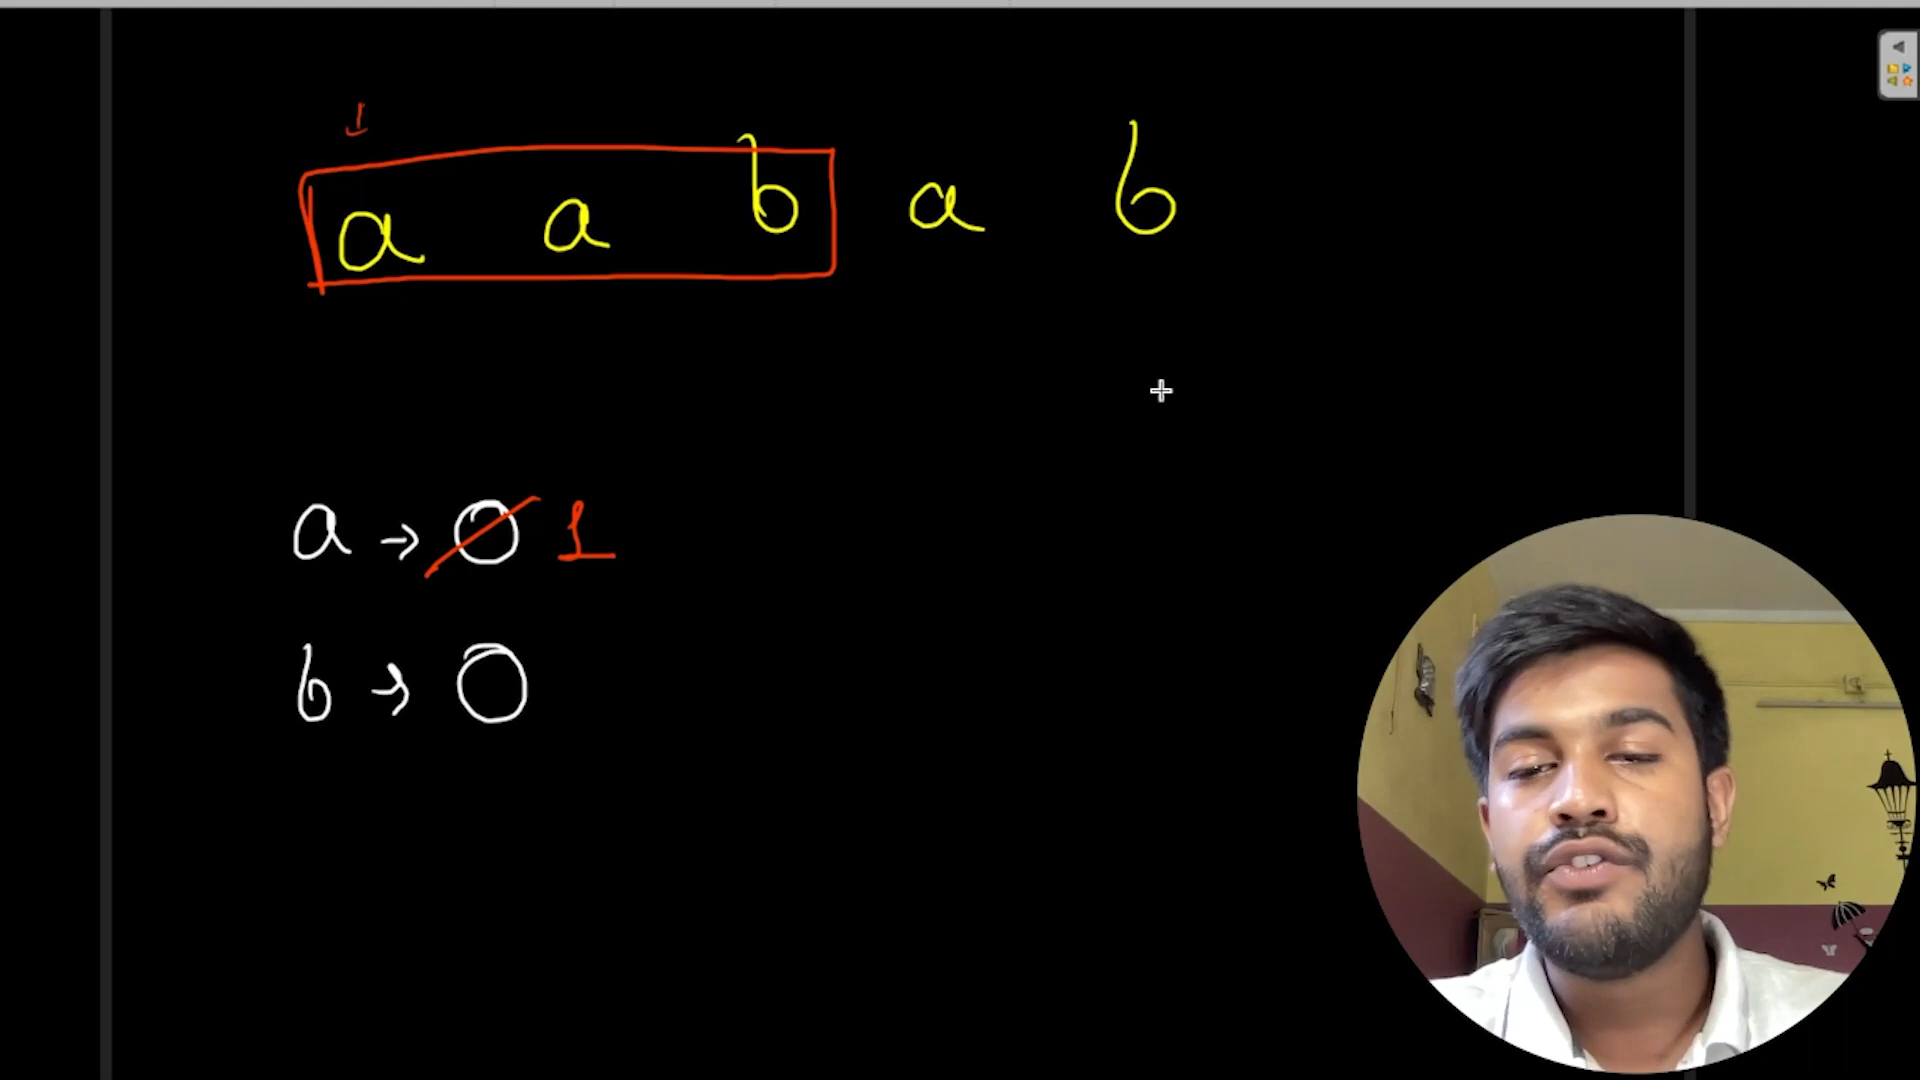 1
a a b a b
a → 0 1
b → 0